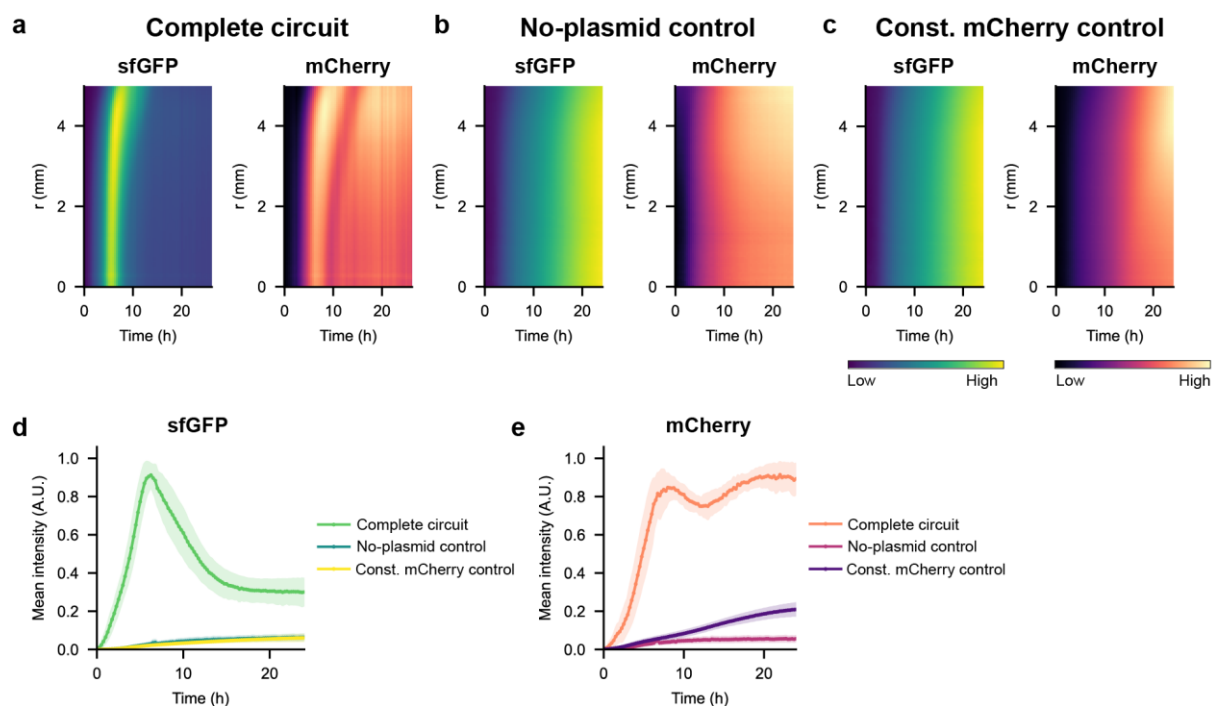 a Complete circuit
b No-plasmid control
c Const. mCherry control
sfGFP mCherry sfGFP mCherry sfGFP mCherry
r (mm) r (mm) r (mm) r (mm) r (mm) r (mm)
4 4 4 4 4 4
2 2 2 2 2 2
0 0 0 0 0 0
0 10 20 0 10 20 0 10 20 0 10 20 0 10 20 0 10 20
Time (h) Time (h) Time (h) Time (h) Time (h) Time (h)
Low High Low High
d sfGFP
Mean intensity (A.U.)
1.0
0.8
0.6
0.4
0.2
0.0
0 10 20
Time (h)
Complete circuit
No-plasmid control
Const. mCherry control
e mCherry
Mean intensity (A.U.)
1.0
0.8
0.6
0.4
0.2
0.0
0 10 20
Time (h)
Complete circuit
No-plasmid control
Const. mCherry control